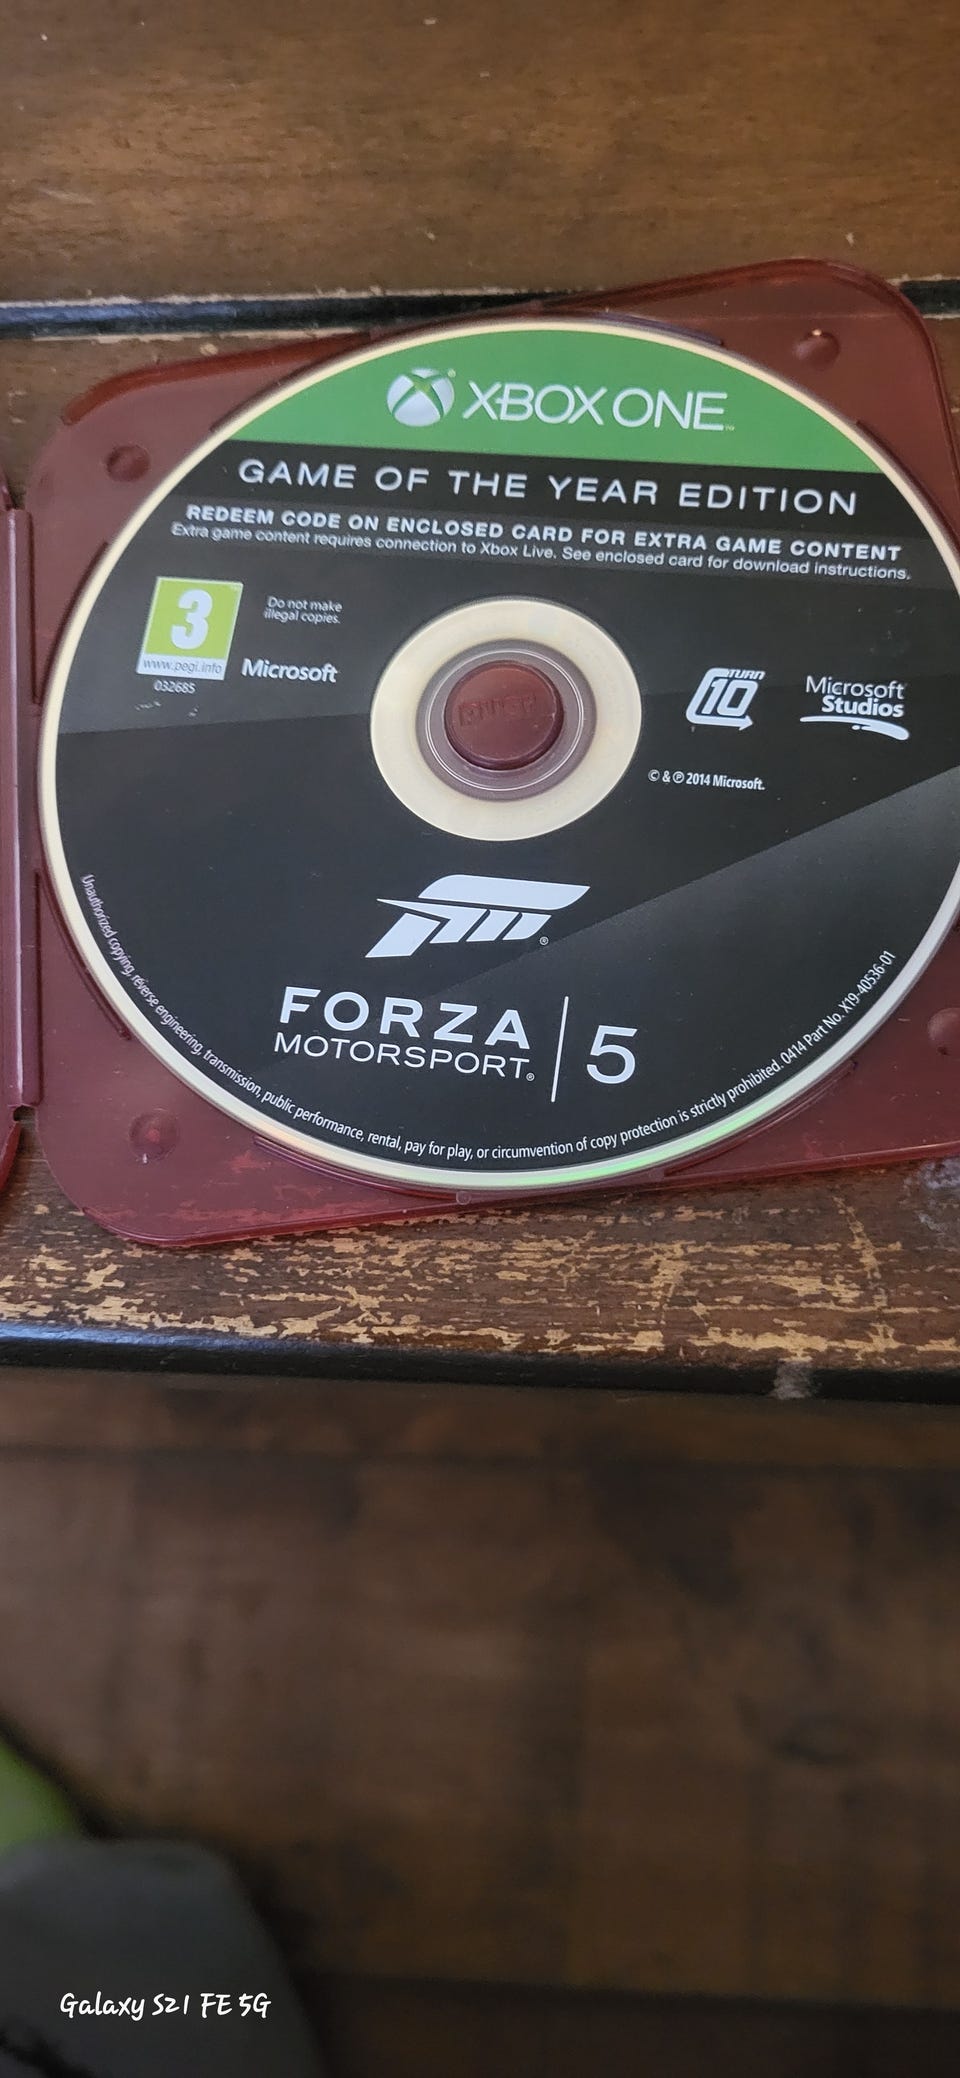 XBOX ONE™
GAME OF THE YEAR EDITION
REDEEM CODE ON ENCLOSED CARD FOR EXTRA GAME CONTENT
Extra game content requires connection to Xbox Live. See enclosed card for download instructions.
3
www.pegi.info
032685
Do not make
illegal copies.
Microsoft
TURN
10
Microsoft
Studios
© & ℗ 2014 Microsoft.
FORZA
MOTORSPORT®
5
Unauthorized copying, reverse engineering, transmission, public performance, rental, pay for play, or circumvention of copy protection is strictly prohibited. 0414 Part No. X19-40536-01
Galaxy S21 FE 5G